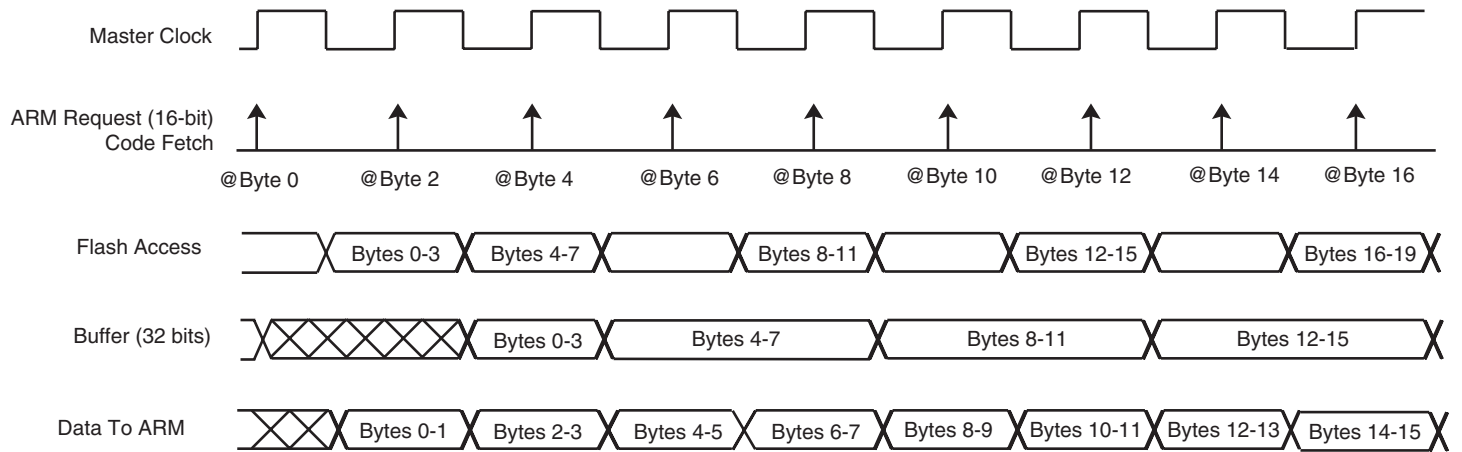 Master Clock
ARM Request (16-bit)
Code Fetch
@Byte 0 @Byte 2 @Byte 4 @Byte 6 @Byte 8 @Byte 10 @Byte 12 @Byte 14 @Byte 16
Flash Access Bytes 0-3 Bytes 4-7 Bytes 8-11 Bytes 12-15 Bytes 16-19
Buffer (32 bits) Bytes 0-3 Bytes 4-7 Bytes 8-11 Bytes 12-15
Data To ARM Bytes 0-1 Bytes 2-3 Bytes 4-5 Bytes 6-7 Bytes 8-9 Bytes 10-11 Bytes 12-13 Bytes 14-15